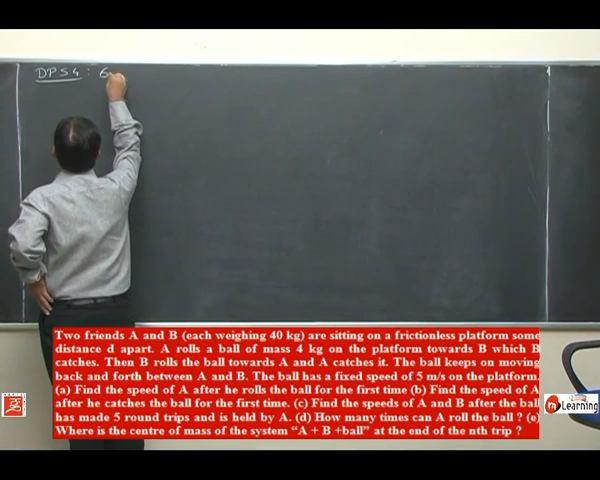 DPS4 : 6
Two friends A and B (each weighing 40 kg) are sitting on a frictionless platform some
distance d apart. A rolls a ball of mass 4 kg on the platform towards B which B
catches. Then B rolls the ball towards A and A catches it. The ball keeps on moving
back and forth between A and B. The ball has a fixed speed of 5 m/s on the platform.
(a) Find the speed of A after he rolls the ball for the first time (b) Find the speed of A
after he catches the ball for the first time. (c) Find the speeds of A and B after the ball
has made 5 round trips and is held by A. (d) How many times can A roll the ball ? (e)
Where is the centre of mass of the system “A + B +ball” at the end of the nth trip ?
Learning